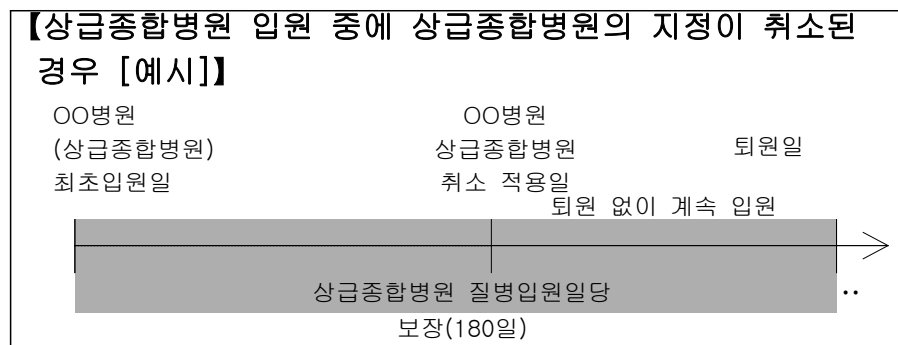 【상급종합병원 입원 중에 상급종합병원의 지정이 취소된
경우 [예시]】
OO병원
(상급종합병원)
최초입원일
OO병원
상급종합병원
취소 적용일
퇴원일
퇴원 없이 계속 입원
상급종합병원 질병입원일당
보장(180일)
..